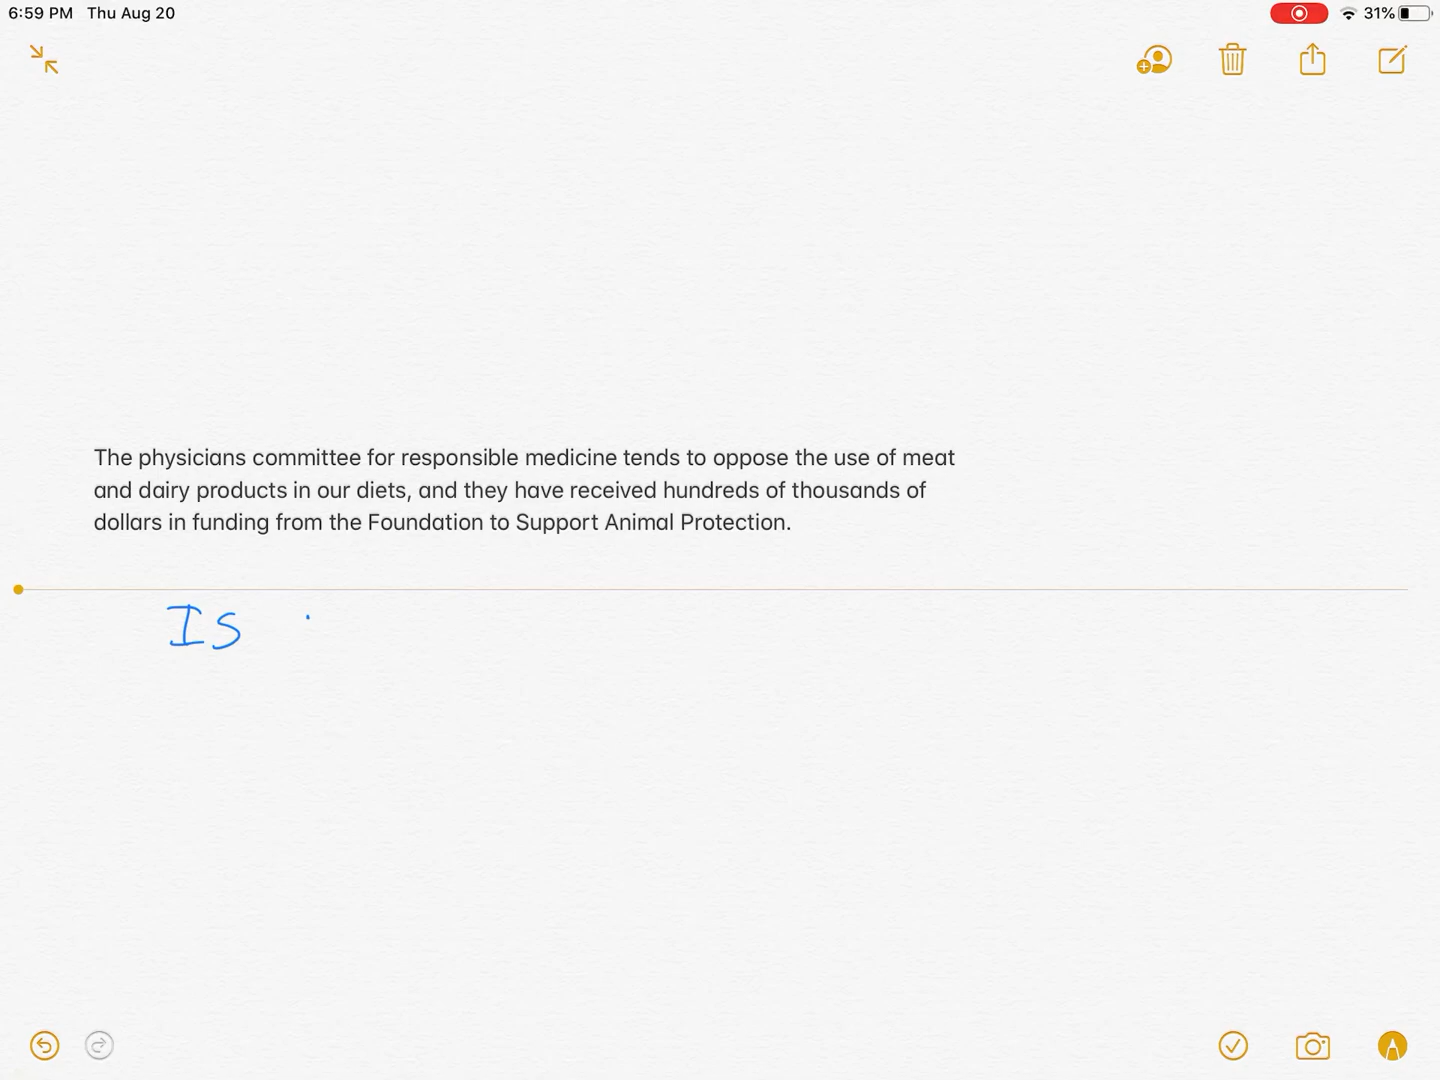 6:59 PM Thu Aug 20 31%
The physicians committee for responsible medicine tends to oppose the use of meat
and dairy products in our diets, and they have received hundreds of thousands of
dollars in funding from the Foundation to Support Animal Protection.
Is